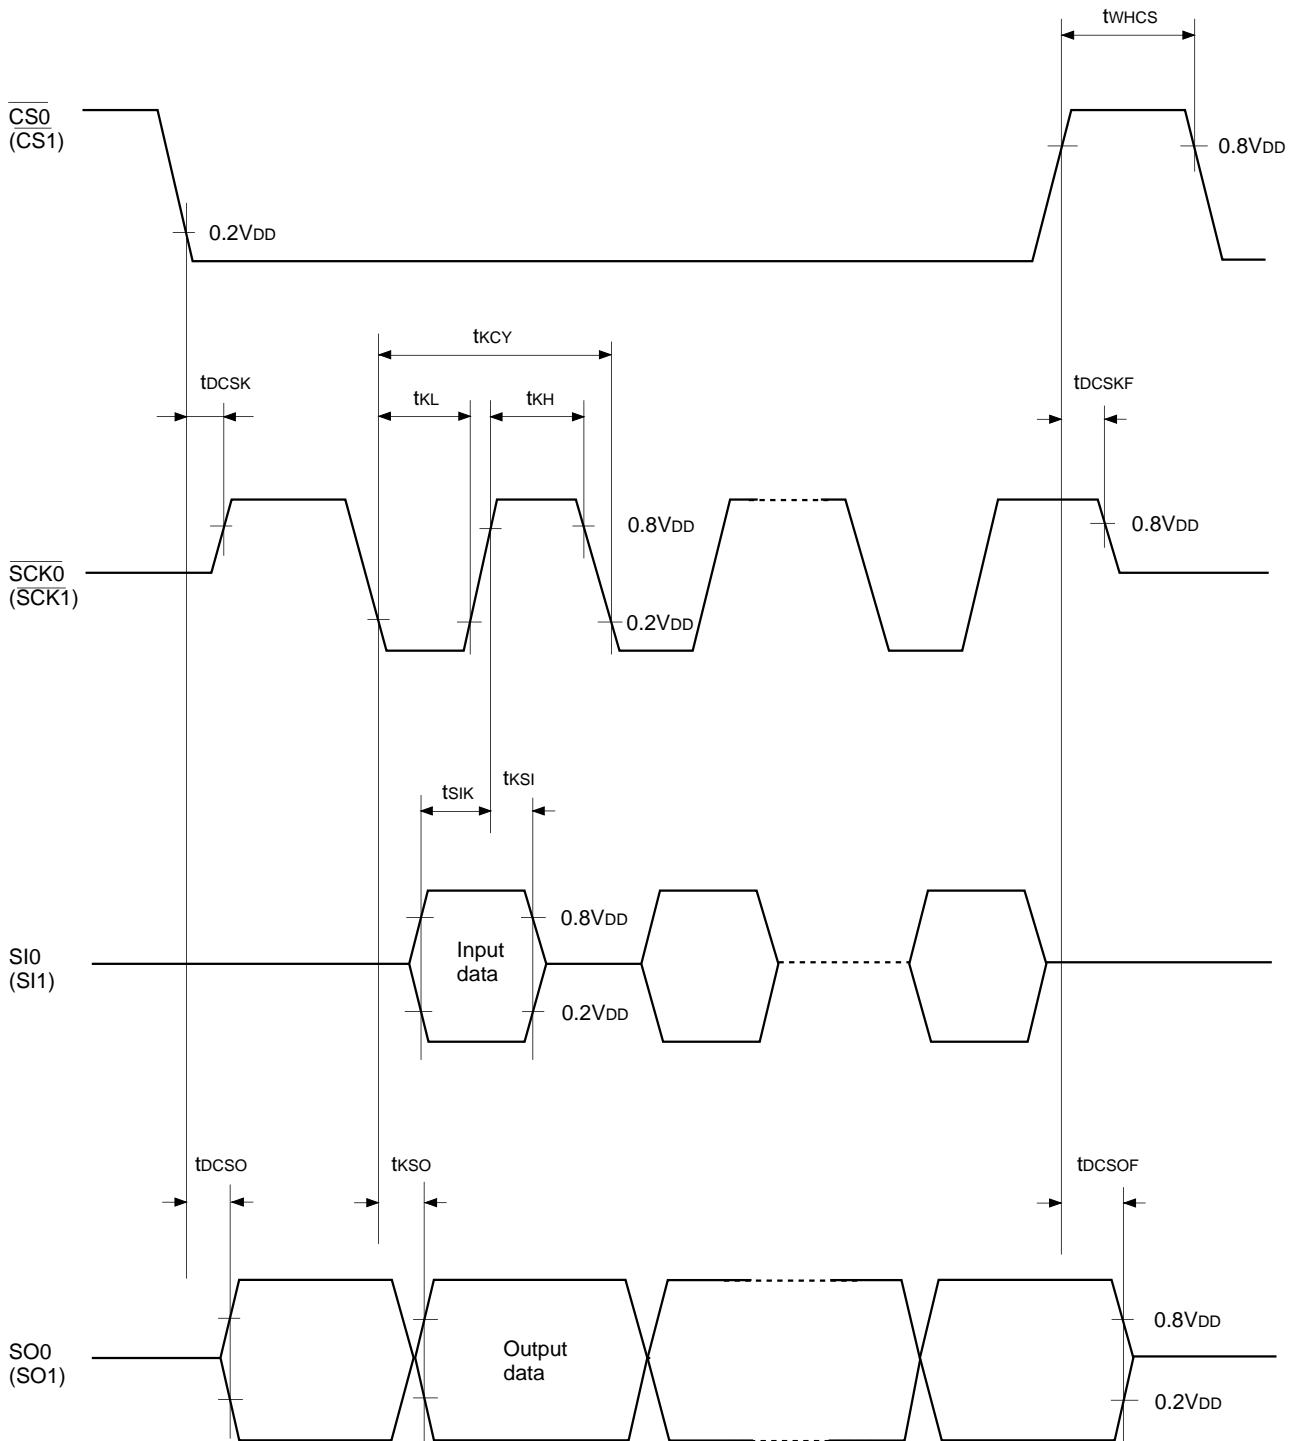 tWHCS
CS0
(CS1)
0.8VDD
0.2VDD
tKCY
tDCSK
tKL
tKH
tDCSKF
0.8VDD
0.8VDD
SCK0
(SCK1)
0.2VDD
tSIK
tKSI
0.8VDD
SI0
(SI1)
Input
data
0.2VDD
tDCSO
tKSO
tDCSOF
0.8VDD
SO0
(SO1)
Output
data
0.2VDD